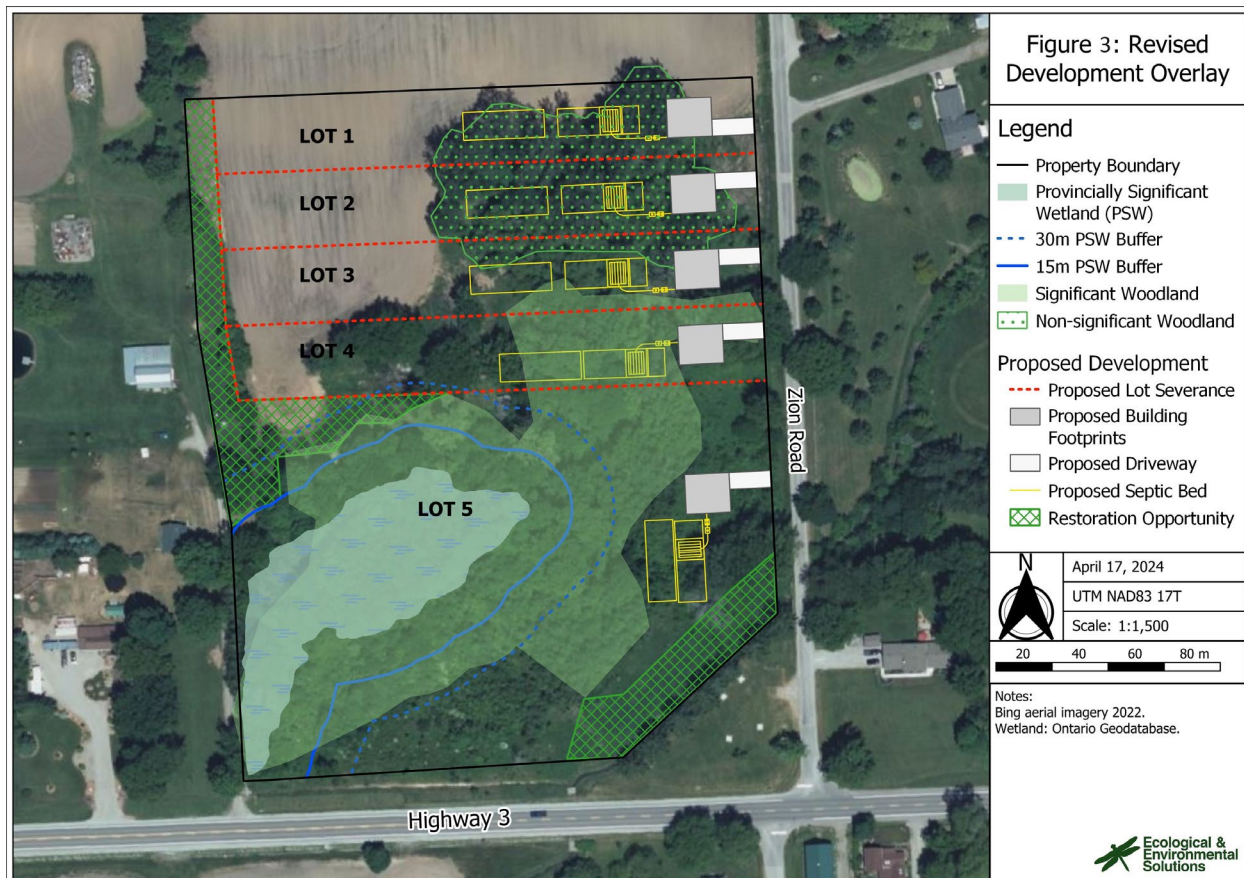 LOT 1
LOT 2
LOT 3
LOT 4
LOT 5
Zion Road
Highway 3
Figure 3: Revised
Development Overlay
Legend
Property Boundary
Provincially Significant
Wetland (PSW)
30m PSW Buffer
15m PSW Buffer
Significant Woodland
Non-significant Woodland
Proposed Development
Proposed Lot Severance
Proposed Building
Footprints
Proposed Driveway
Proposed Septic Bed
Restoration Opportunity
N
April 17, 2024
UTM NAD83 17T
Scale: 1:1,500
20 40 60 80 m
Notes:
Bing aerial imagery 2022.
Wetland: Ontario Geodatabase.
Ecological &
Environmental
Solutions